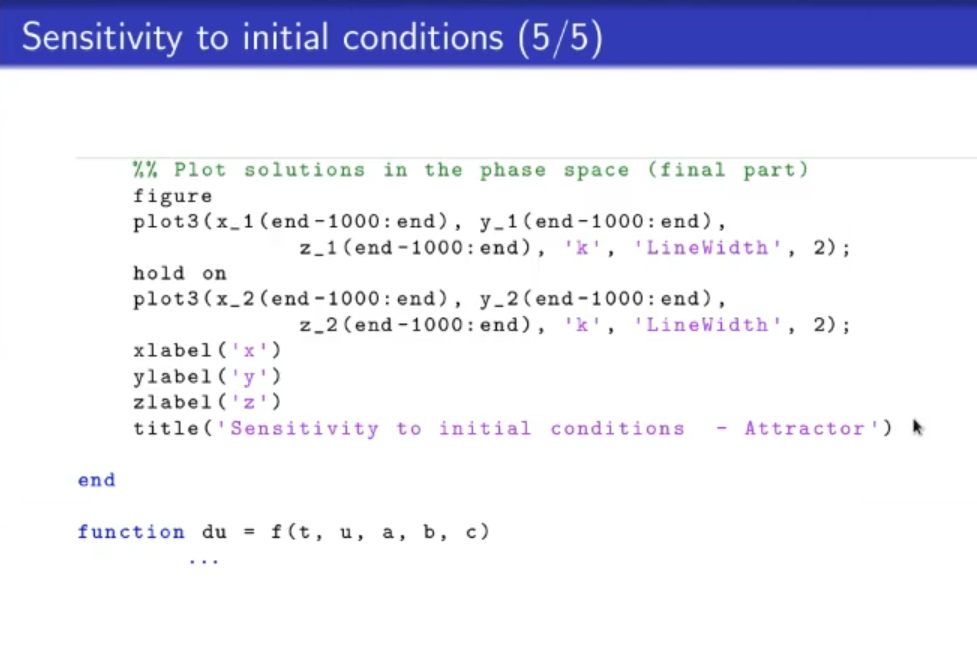 Sensitivity to initial conditions (5/5)
%% Plot solutions in the phase space (final part)
figure
plot3(x_1(end-1000:end), y_1(end-1000:end),
z_1(end-1000:end), 'k', 'LineWidth', 2);
hold on
plot3(x_2(end-1000:end), y_2(end-1000:end),
z_2(end-1000:end), 'k', 'LineWidth', 2);
xlabel('x')
ylabel('y')
zlabel('z')
title('Sensitivity to initial conditions - Attractor')
end
function du = f(t, u, a, b, c)
...